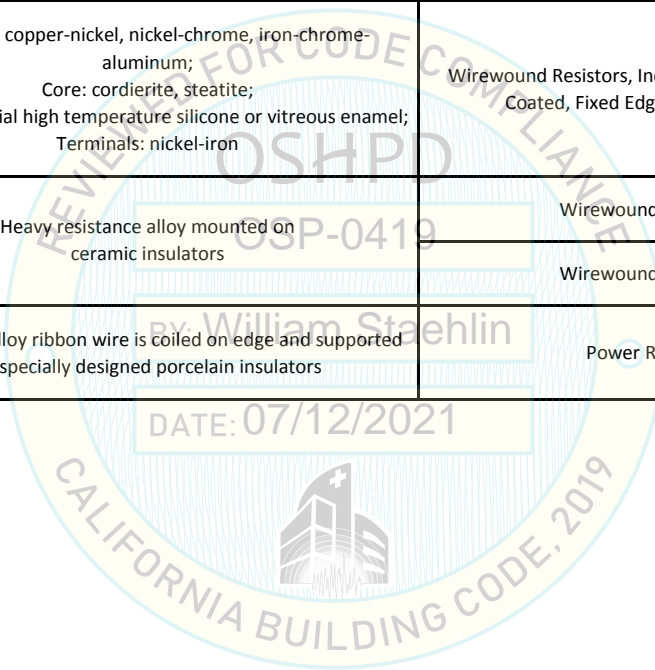 copper-nickel, nickel-chrome, iron-chrome-
aluminum;
Core: cordierite, steatite;
ial high temperature silicone or vitreous enamel;
Terminals: nickel-iron
Wirewound Resistors, In
Coated, Fixed Edg
Heavy resistance alloy mounted on
ceramic insulators
Wirewound
Wirewound
lloy ribbon wire is coiled on edge and supported
specially designed porcelain insulators
Power R
REVIEWED FOR CODE COMPLIANCE
OSHPD
OSP-0419
BY: William Staehlin
DATE: 07/12/2021
CALIFORNIA BUILDING CODE, 2019